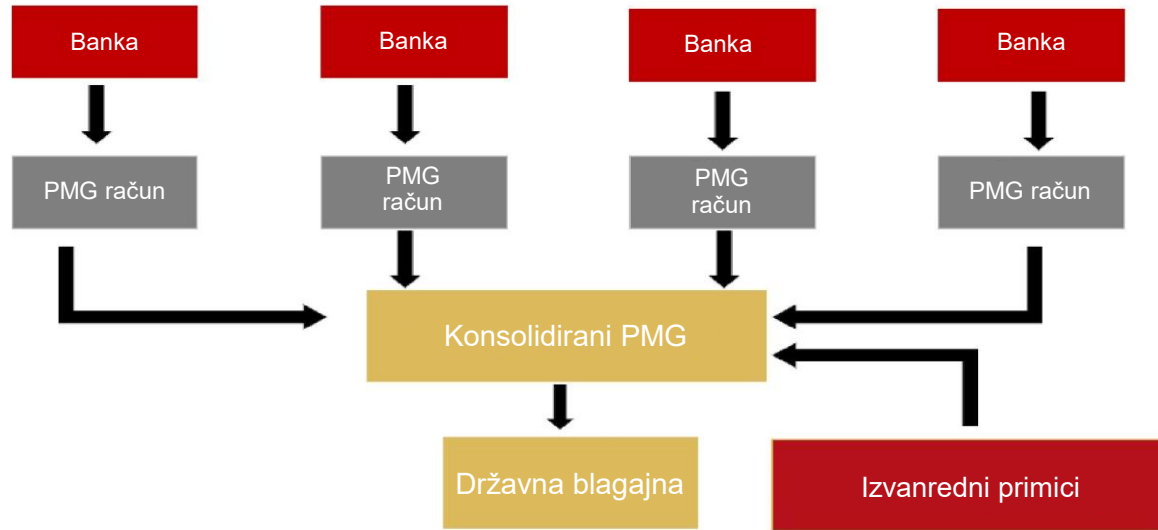 Banka
Banka
Banka
Banka
PMG račun
PMG
račun
PMG
račun
PMG račun
Konsolidirani PMG
Državna blagajna
Izvanredni primici